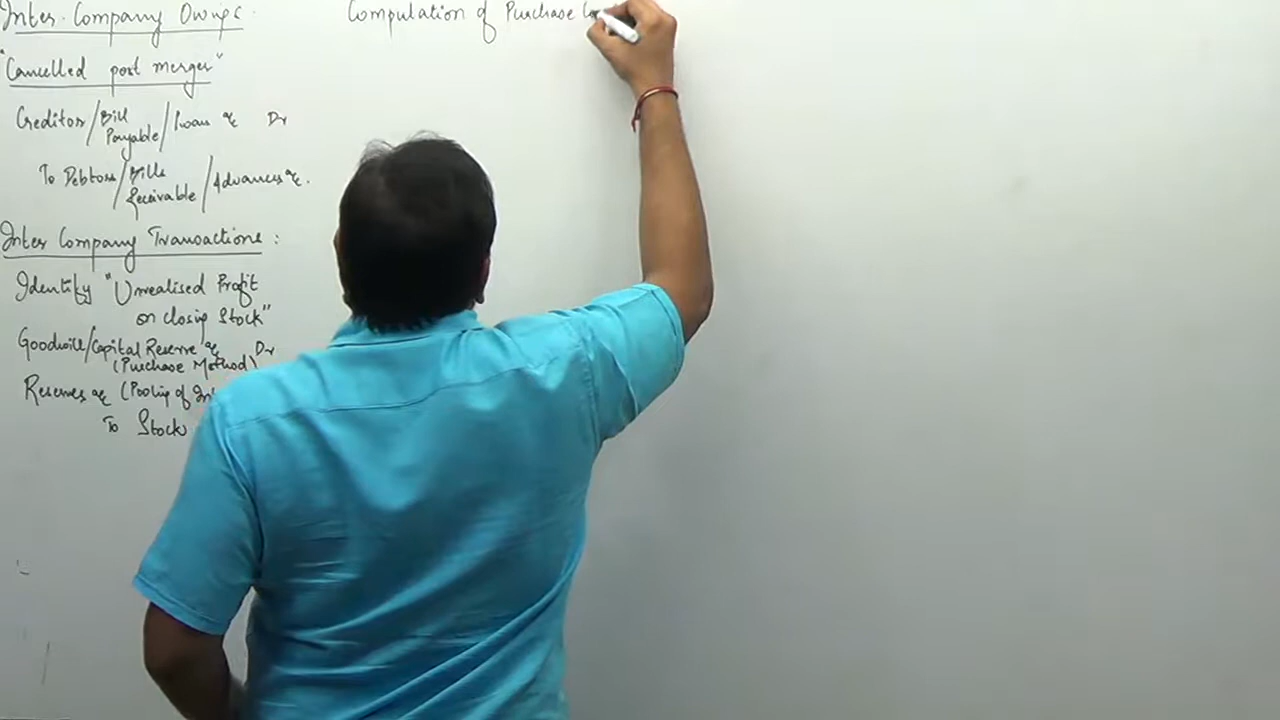 Inter Company Owings
"Cancelled post merger"
Creditor/Bill Payable/Loan a/c Dr
To Debtors/Bills Receivable/Advances a/c.
Inter Company Transactions:
Identify "Unrealised Profit
on closing Stock"
Goodwill/Capital Reserve a/c Dr
(Purchase Method)
Reserves a/c (Pooling of Int
To Stock
Computation of Purchase Co